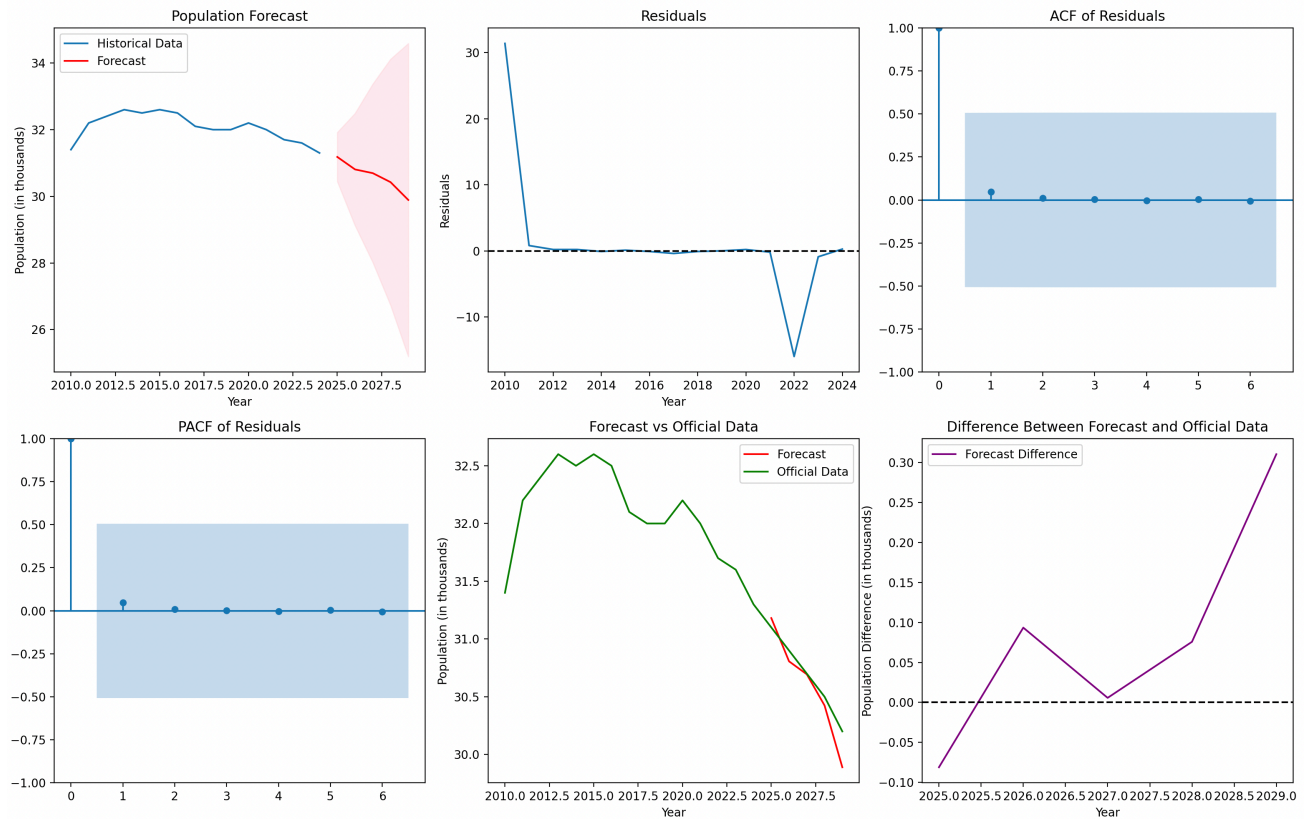 Population Forecast
Historical Data
Forecast
Population (in thousands)
34
32
30
28
26
2010.0 2012.5 2015.0 2017.5 2020.0 2022.5 2025.0 2027.5
Year
Residuals
Residuals
30
20
10
0
−10
2010 2012 2014 2016 2018 2020 2022 2024
Year
ACF of Residuals
1.00
0.75
0.50
0.25
0.00
−0.25
−0.50
−0.75
−1.00
0 1 2 3 4 5 6
PACF of Residuals
1.00
0.75
0.50
0.25
0.00
−0.25
−0.50
−0.75
−1.00
0 1 2 3 4 5 6
Forecast vs Official Data
Forecast
Official Data
Population (in thousands)
32.5
32.0
31.5
31.0
30.5
30.0
2010.0 2012.5 2015.0 2017.5 2020.0 2022.5 2025.0 2027.5
Year
Difference Between Forecast and Official Data
Forecast Difference
Population Difference (in thousands)
0.30
0.25
0.20
0.15
0.10
0.05
0.00
−0.05
−0.10
2025.0 2025.5 2026.0 2026.5 2027.0 2027.5 2028.0 2028.5 2029.0
Year